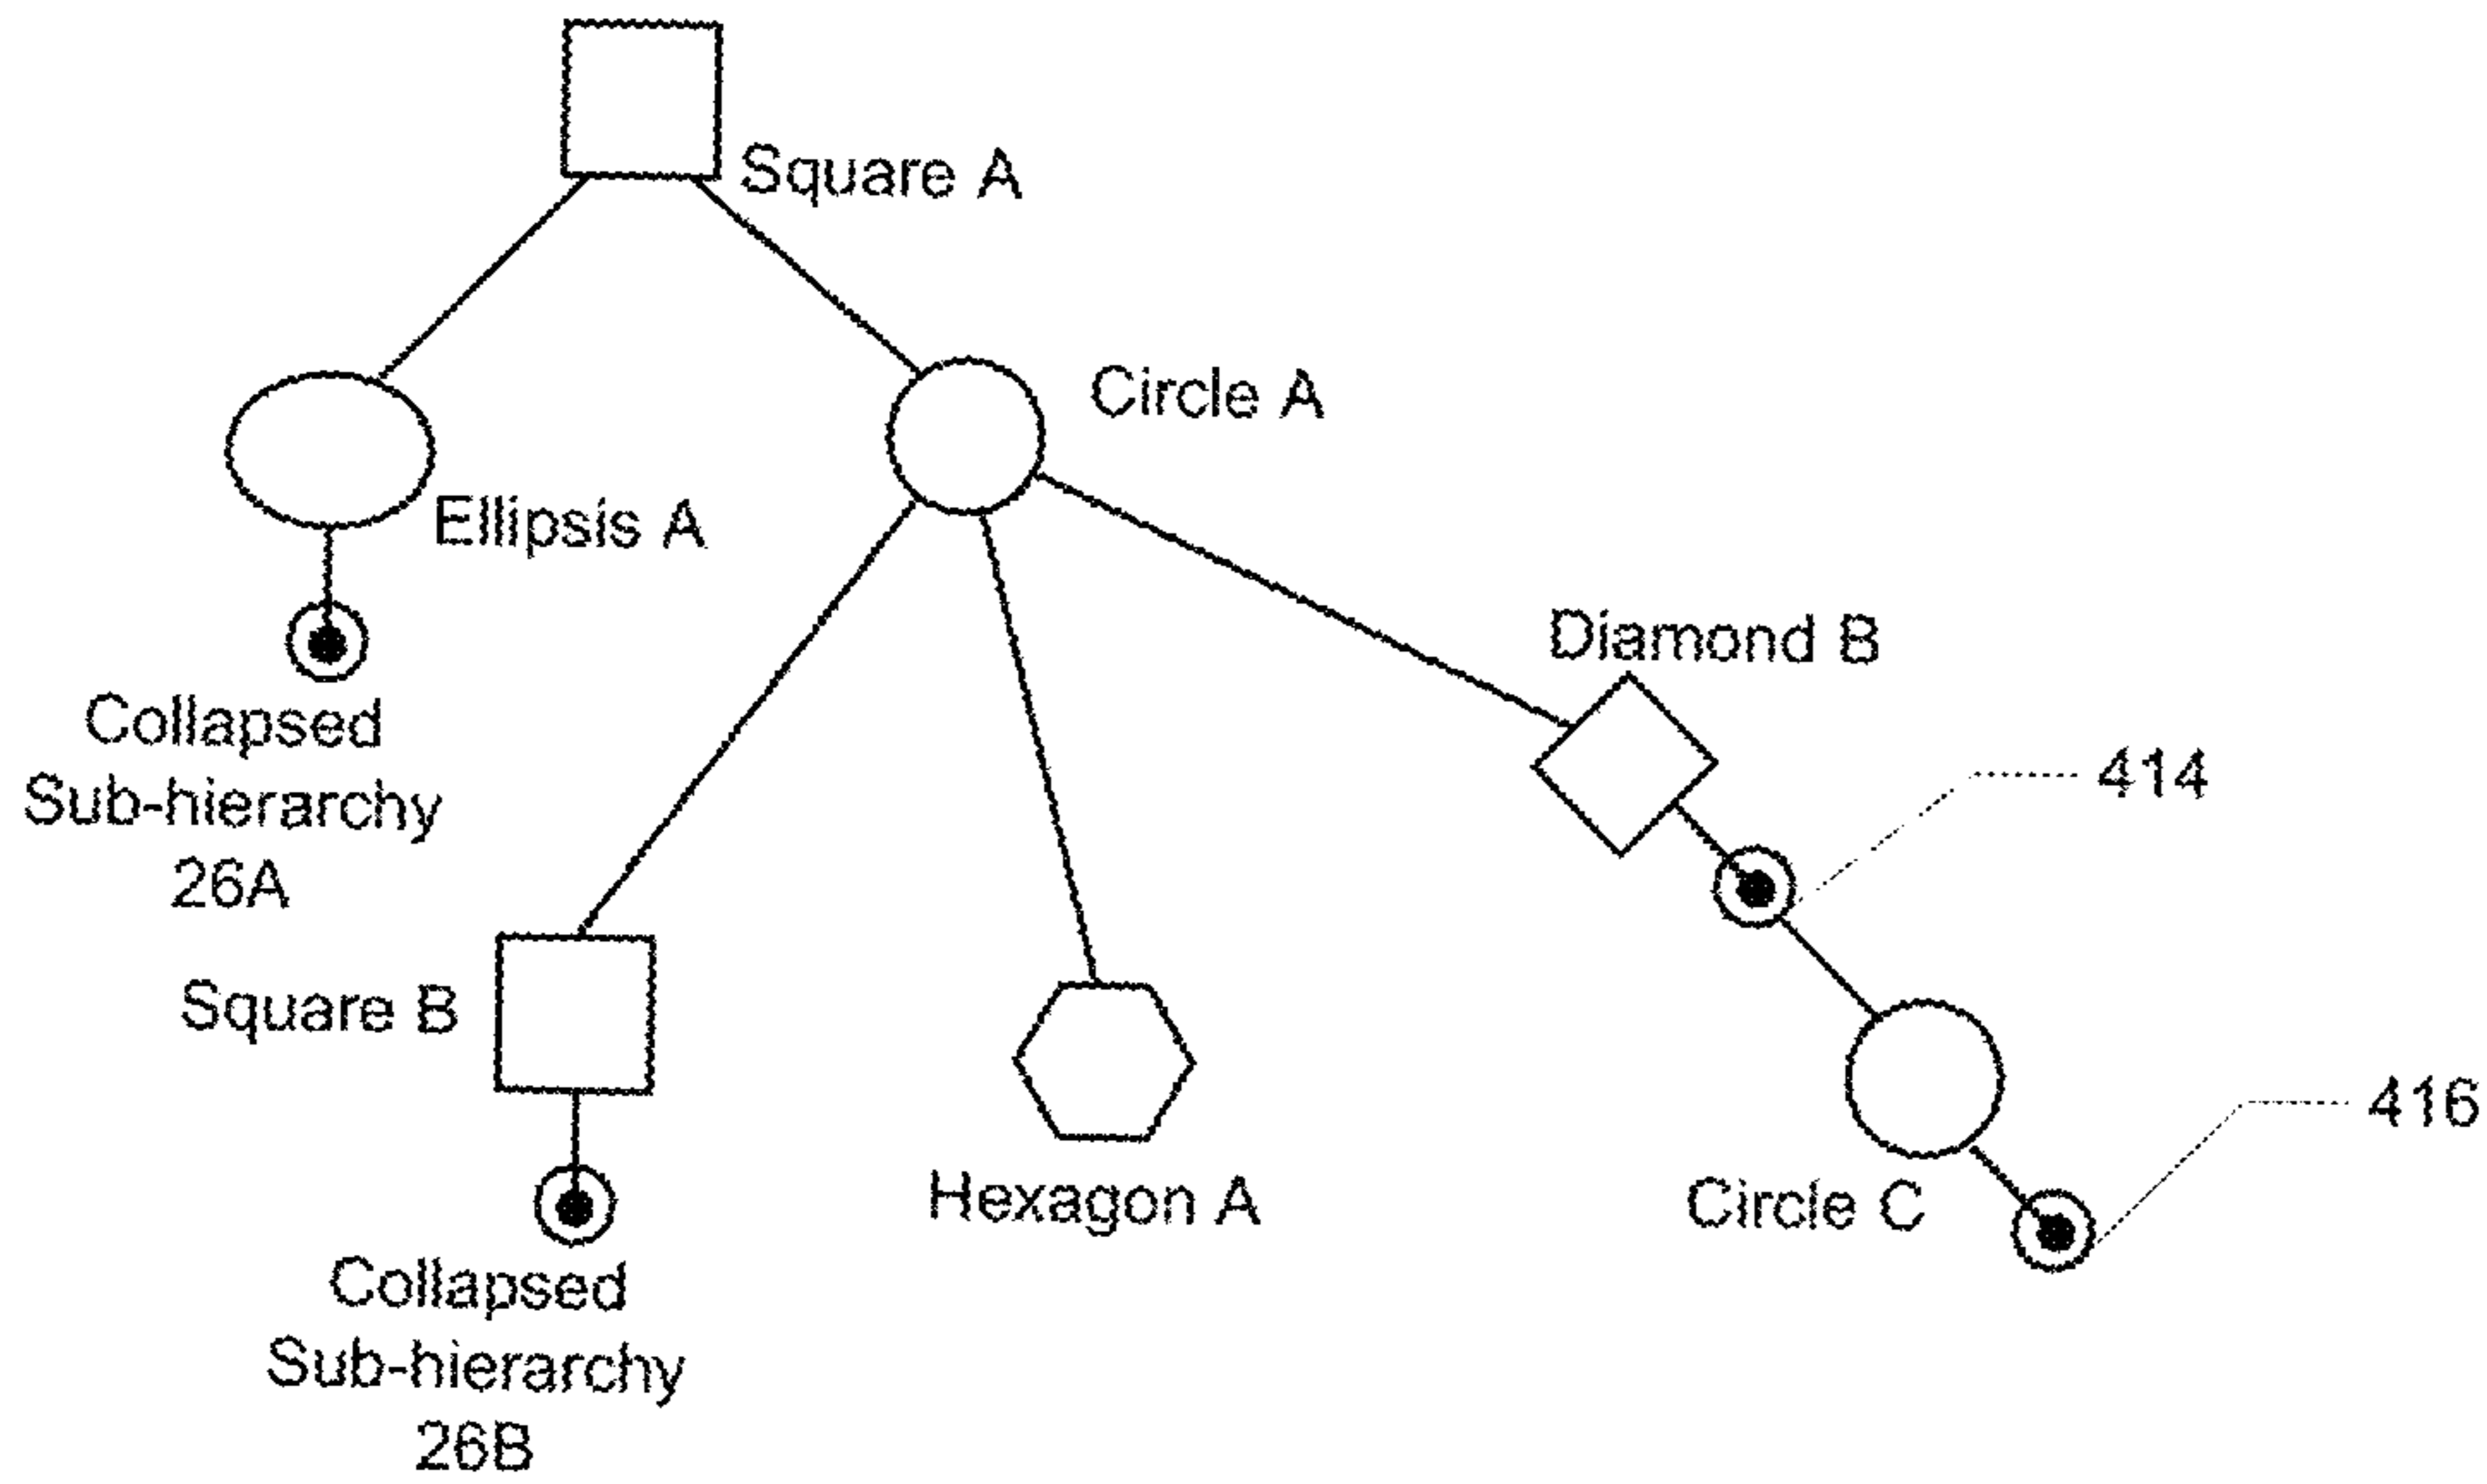 Square A
Circle A
Ellipsis A
Diamond B
Collapsed
Sub-hierarchy
26A
414
Square B
416
Hexagon A
Circle C
Collapsed
Sub-hierarchy
26B